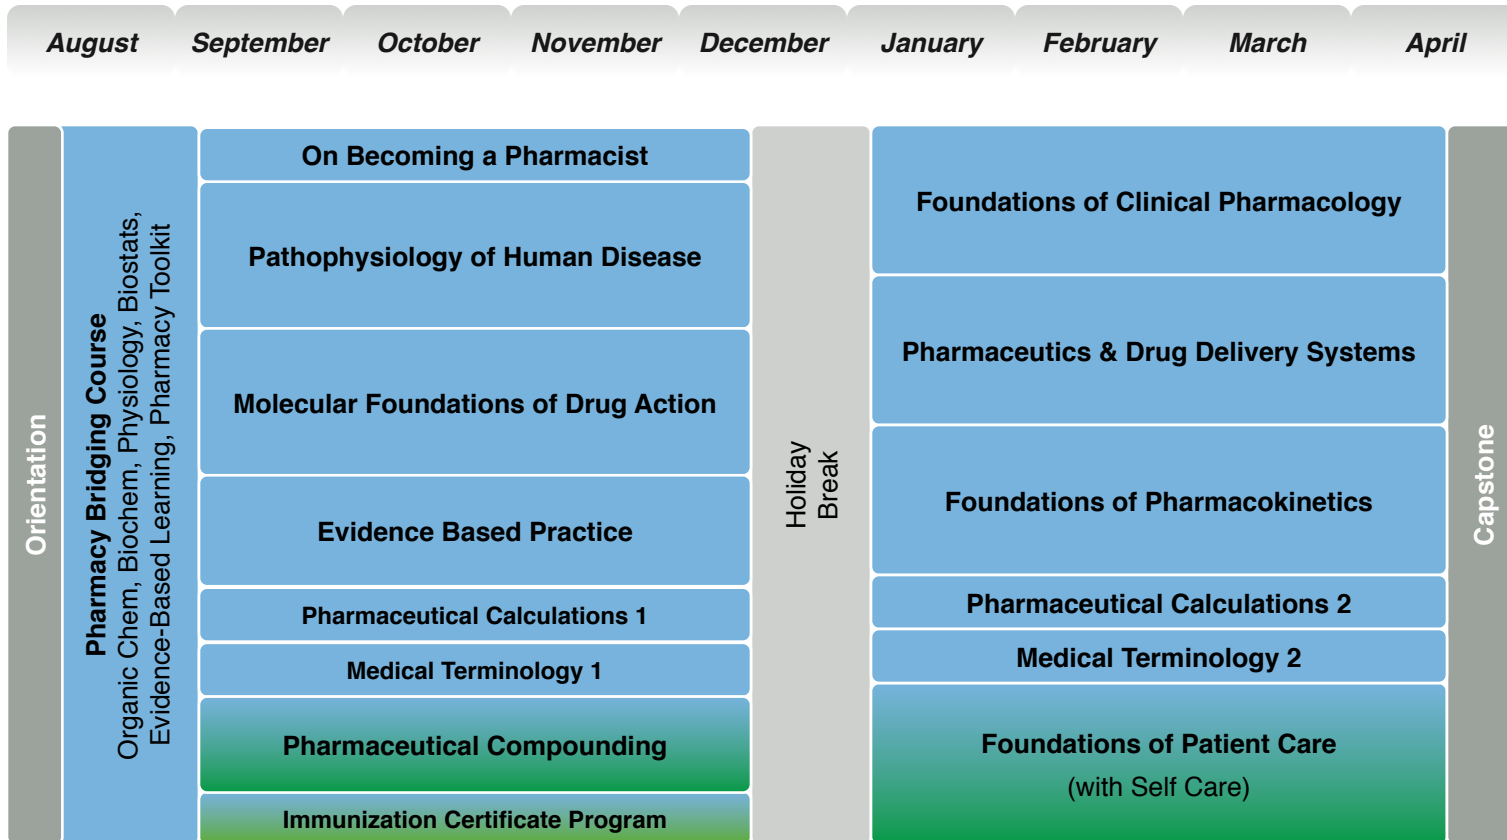 August
September
October
November
December
January
February
March
April
Orientation
Pharmacy Bridging Course
Organic Chem, Biochem, Physiology, Biostats,
Evidence-Based Learning, Pharmacy Toolkit
On Becoming a Pharmacist
Pathophysiology of Human Disease
Molecular Foundations of Drug Action
Evidence Based Practice
Pharmaceutical Calculations 1
Medical Terminology 1
Pharmaceutical Compounding
Immunization Certificate Program
Holiday
Break
Foundations of Clinical Pharmacology
Pharmaceutics & Drug Delivery Systems
Foundations of Pharmacokinetics
Pharmaceutical Calculations 2
Medical Terminology 2
Foundations of Patient Care
(with Self Care)
Capstone